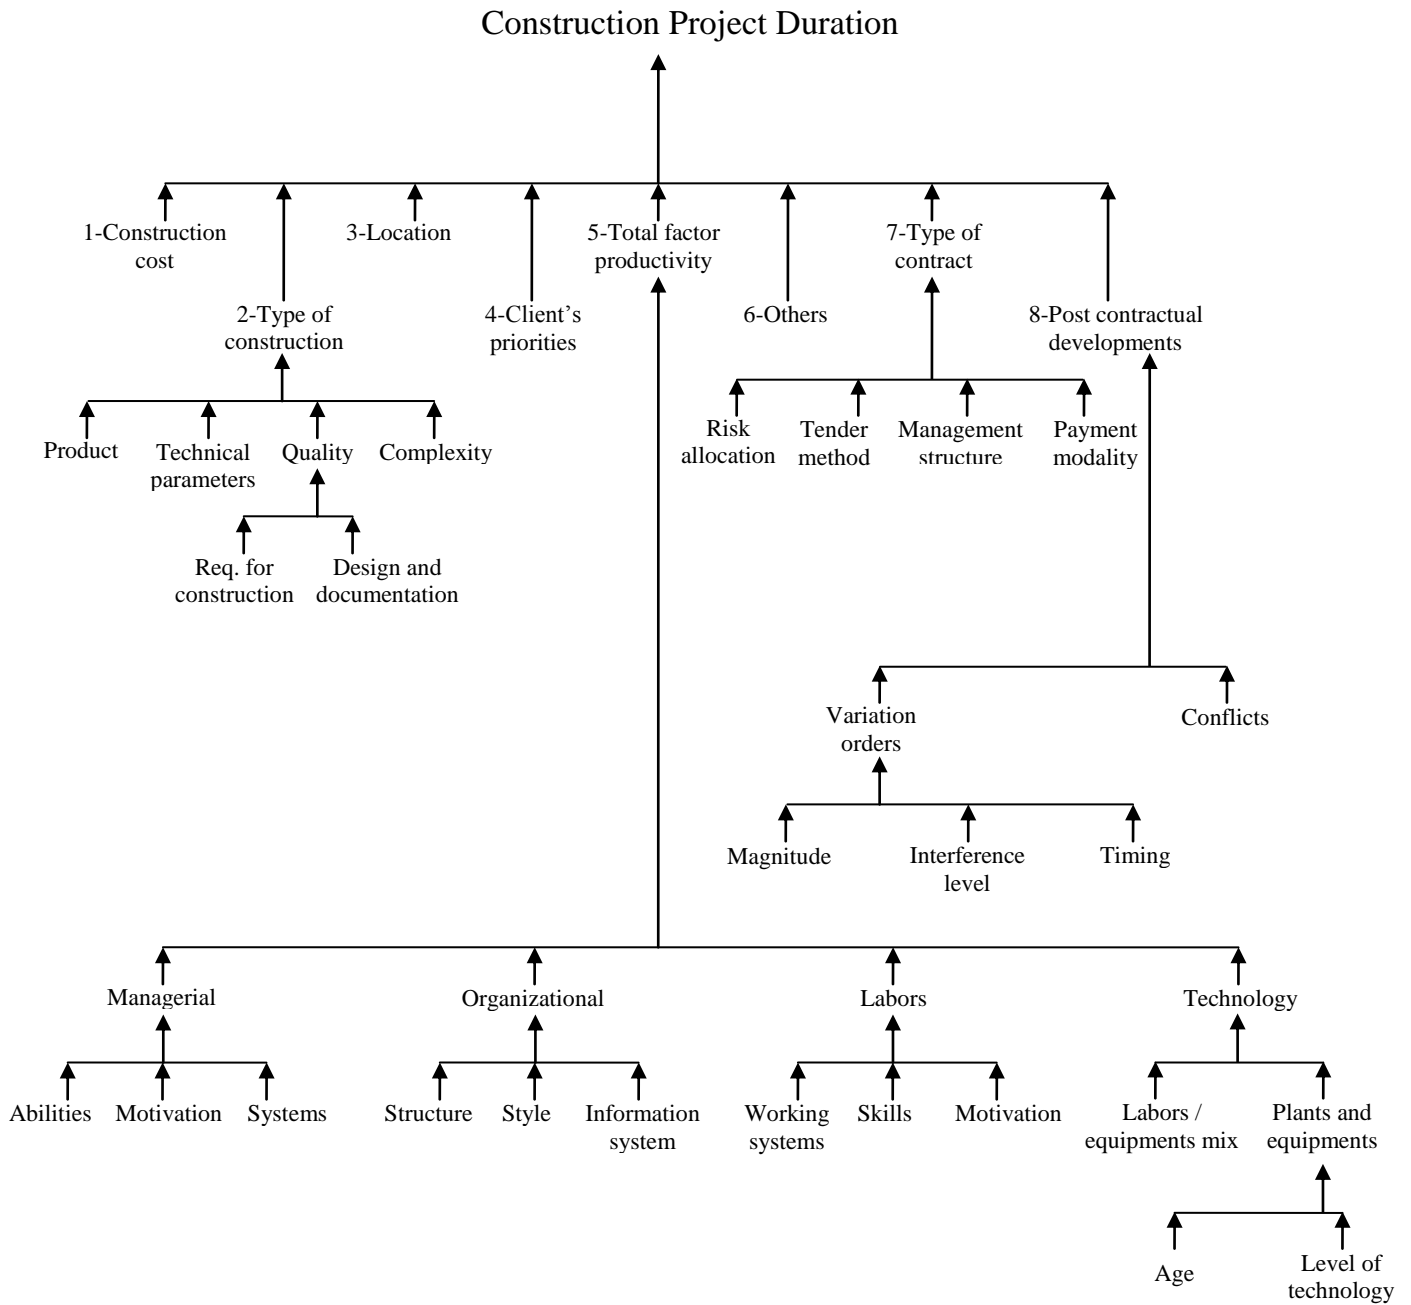 Construction Project Duration
1-Construction
cost
3-Location
5-Total factor
productivity
7-Type of
contract
2-Type of
construction
4-Client’s
priorities
6-Others
8-Post contractual
developments
Product
Technical
parameters
Quality
Complexity
Risk
allocation
Tender
method
Management
structure
Payment
modality
Req. for
construction
Design and
documentation
Variation
orders
Conflicts
Magnitude
Interference
level
Timing
Managerial
Organizational
Labors
Technology
Abilities
Motivation
Systems
Structure
Style
Information
system
Working
systems
Skills
Motivation
Labors /
equipments mix
Plants and
equipments
Age
Level of
technology